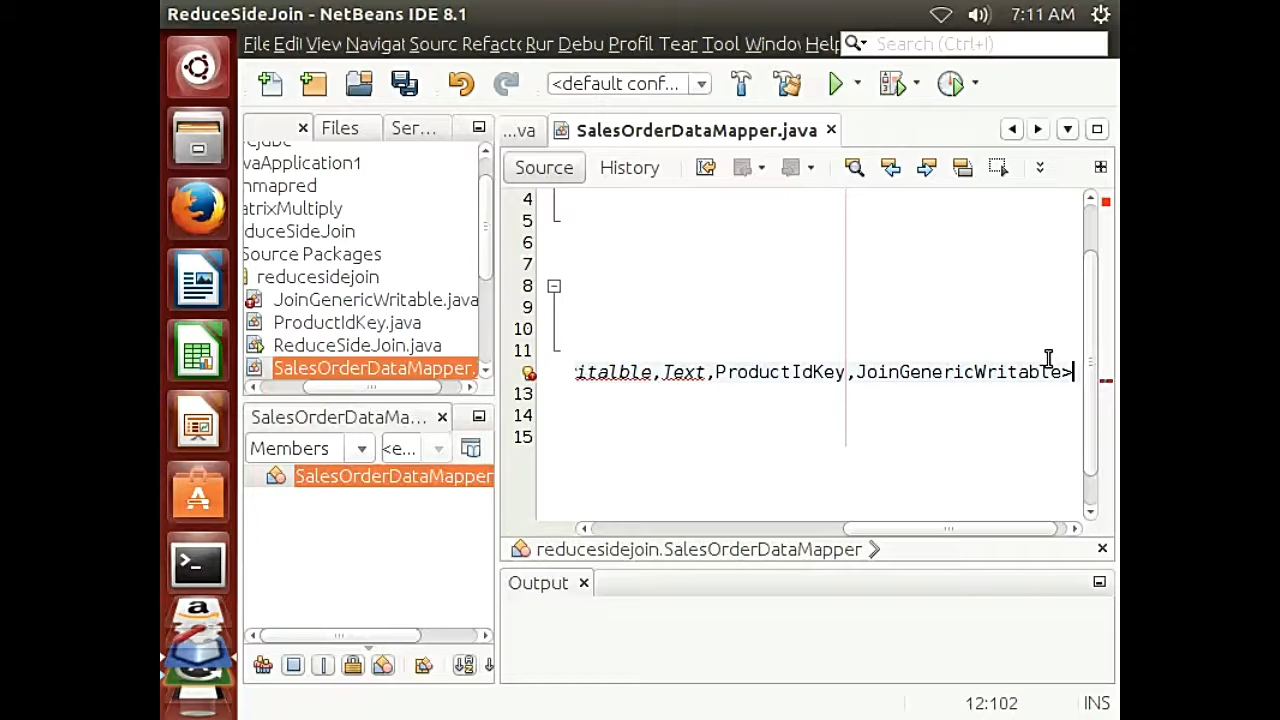 ReduceSideJoin - NetBeans IDE 8.1
7:11 AM
File Edit View Navigat Sourc Refacto Run Debu Profil Tear Tool Windo Help
Search (Ctrl+I)
<default conf...
Files
Ser...
...va
SalesOrderDataMapper.java
vaApplication1
nmapred
atrixMultiply
duceSideJoin
Source Packages
reducesidejoin
JoinGenericWritable.java
ProductIdKey.java
ReduceSideJoin.java
SalesOrderDataMapper.
Source
History
4
5
6
7
8
9
10
11
ritalble,Text,ProductIdKey,JoinGenericWritable>
13
14
15
SalesOrderDataMa...
Members
<e...
SalesOrderDataMapper
reducesidejoin.SalesOrderDataMapper
Output
12:102
INS